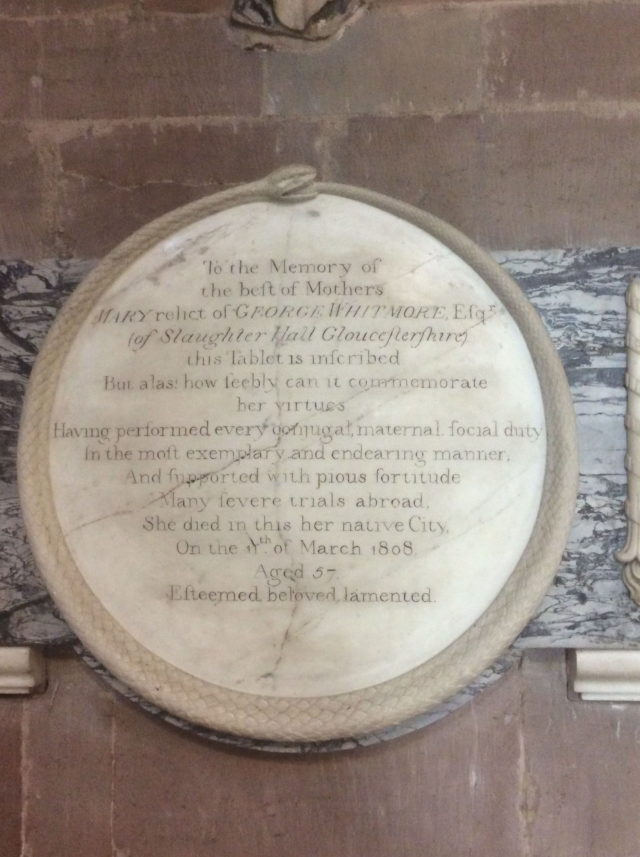 To the Memory of
the beſt of Mothers
MARY relict of GEORGE WHITMORE, Eſqr.
(of Slaughter Hall Glouceſterſhire)
this Tablet is inſcribed
But alas! how feebly can it commemorate
her virtues
Having performed every conjugal, maternal. ſocial duty
In the moſt exemplary and endearing manner,
And ſupported with pious fortitude
Many ſevere trials abroad,
She died in this her native City,
On the 11th of March 1808.
Aged 57
Eſteemed, beloved, lamented.